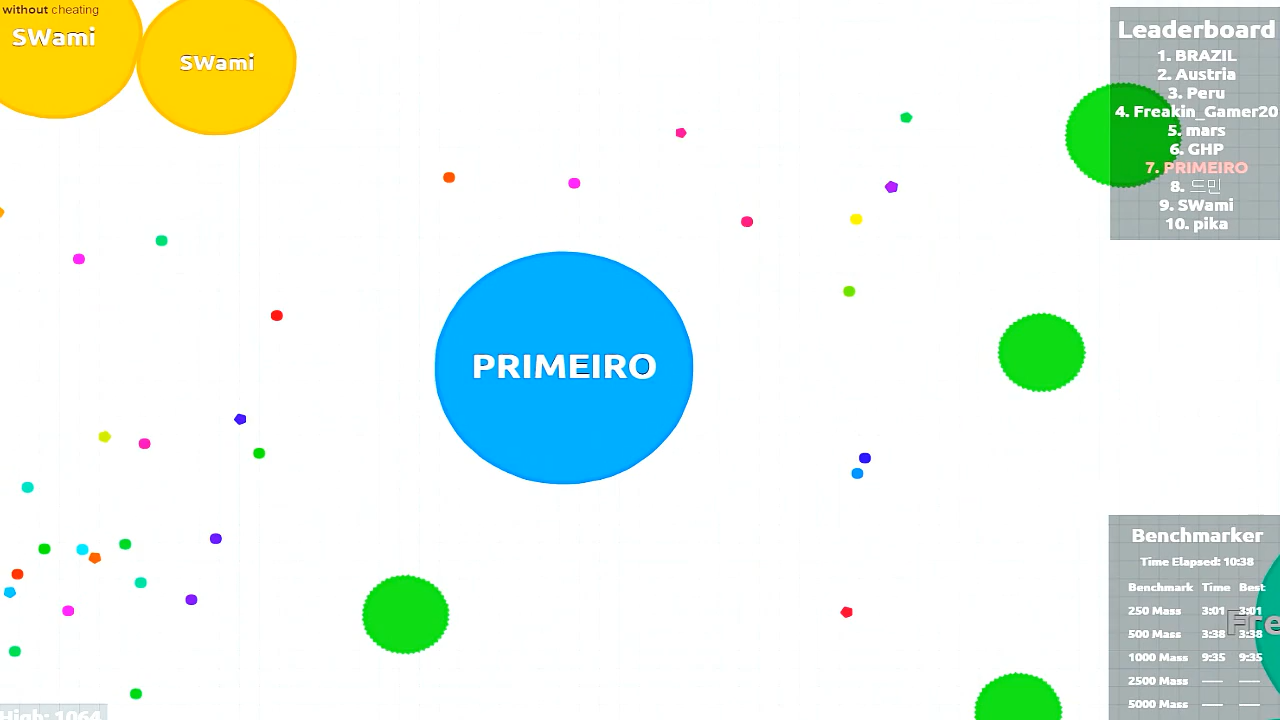 without cheating
SWami
SWami
PRIMEIRO
Leaderboard
1. BRAZIL
2. Austria
3. Peru
4. Freakin_Gamer20
5. mars
6. GHP
7. PRIMEIRO
8. 드민
9. SWami
10. pika
Benchmarker
Time Elapsed: 10:38
Benchmark Time Best
250 Mass 3:01 3:01
500 Mass 3:38 3:38
1000 Mass 9:35 9:35
2500 Mass —— ——
5000 Mass —— ——
Fre
High: 1064